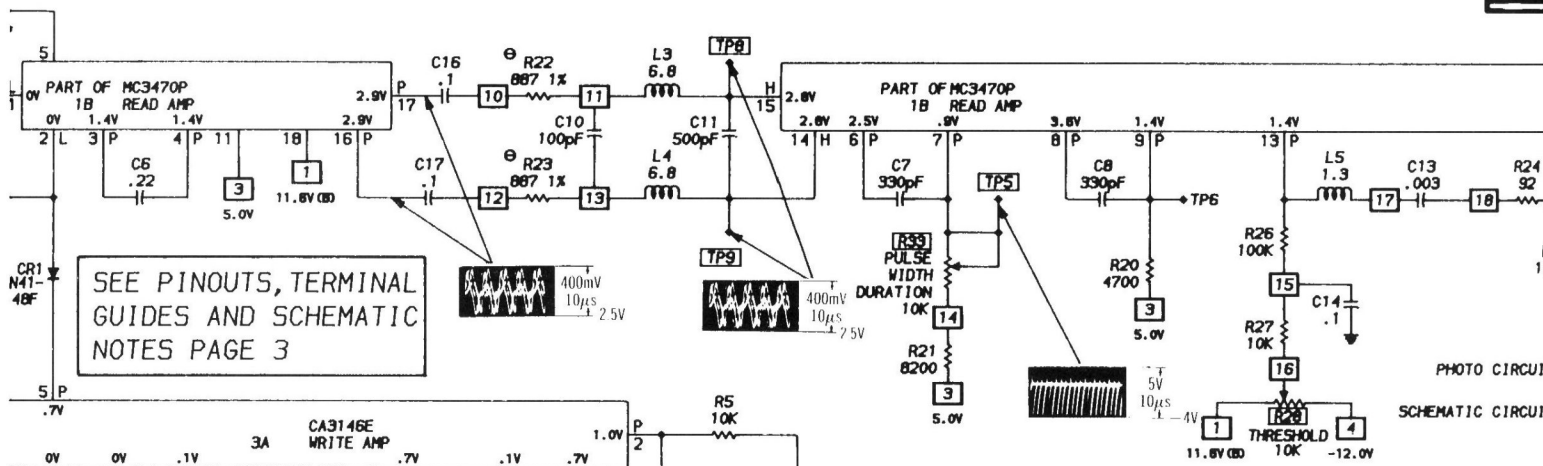 5
PART OF MC3470P
1B READ AMP
0V
2.9V
P
17
0V
1.4V
1.4V
2.9V
2
L
3
P
4
P
11
18
16
P
C6
.22
3
5.0V
1
11.6V(B)
C16
.1
10
Θ
R22
887 1%
11
L3
6.8
TP8
C10
100pF
C11
500pF
C17
.1
12
Θ
R23
887 1%
13
L4
6.8
TP9
400mV
10μs
2.5V
400mV
10μs
2.5V
H
15
2.8V
PART OF MC3470P
1B READ AMP
2.6V
2.5V
.9V
3.6V
1.4V
1.4V
14
H
6
P
7
P
8
P
9
P
13
P
C7
330pF
TP5
R33
PULSE
WIDTH
DURATION
10K
14
R21
8200
3
5.0V
C8
330pF
TP6
R20
4700
3
5.0V
5V
10μs
-4V
L5
1.3
17
C13
.003
18
R24
92
R26
100K
15
C14
.1
R27
10K
16
R28
THRESHOLD
10K
1
11.6V(B)
4
-12.0V
PHOTO CIRCUI
SCHEMATIC CIRCUI
CR1
N41-
48F
SEE PINOUTS, TERMINAL
GUIDES AND SCHEMATIC
NOTES PAGE 3
5
P
.7V
CA3146E
3A WRITE AMP
1.0V
P
2
R5
10K
0V
0V
.1V
.7V
.1V
.7V